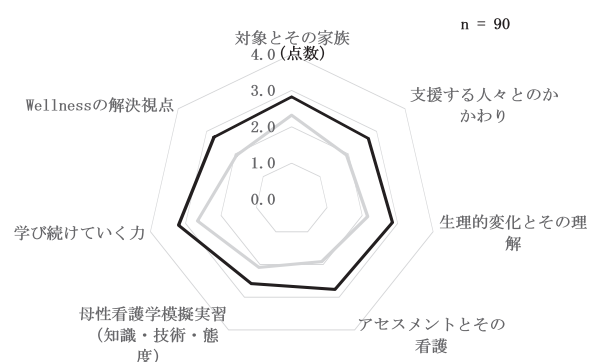 n = 90
対象とその家族
4.0
(点数)
3.0
2.0
1.0
0.0
支援する人々とのか
かわり
生理的変化とその理
解
アセスメントとその
看護
母性看護学模擬実習
(知識・技術・態
度)
学び続けていく力
Wellnessの解決視点